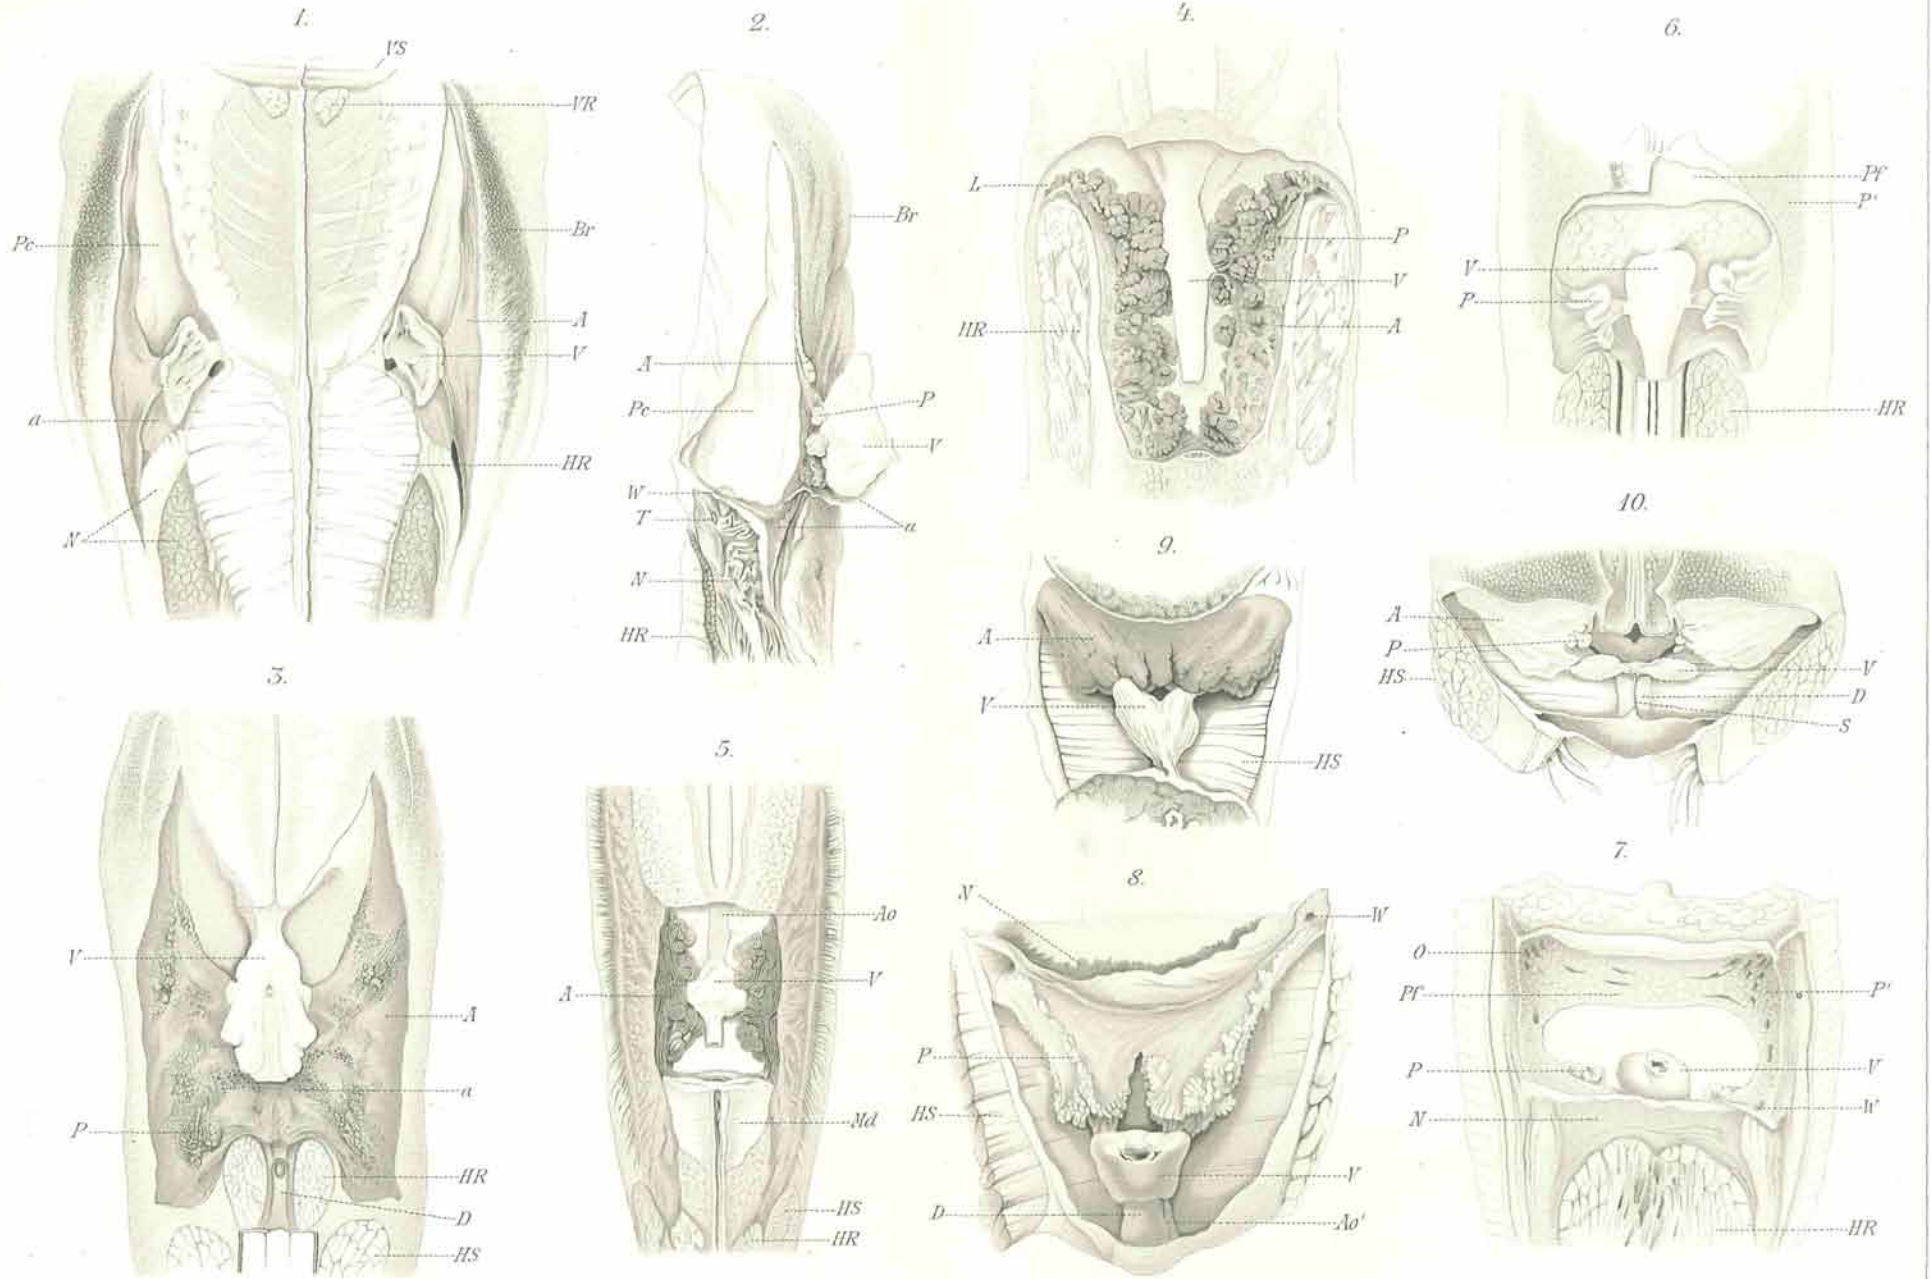 1.
VS
VR
Pc
Br
A
V
a
HR
N
2.
Br
A
Pc
P
V
W
T
a
N
HR
4.
L
P
V
HR
A
6.
Pf
P'
V
P
HR
10.
A
P
HS
V
D
S
9.
A
V
HS
3.
V
A
a
P
HR
D
HS
5.
Ao
V
A
Md
HS
HR
8.
N
W
P
HS
V
D
Ao'
7.
O
Pf
P'
P
V
W
N
HR